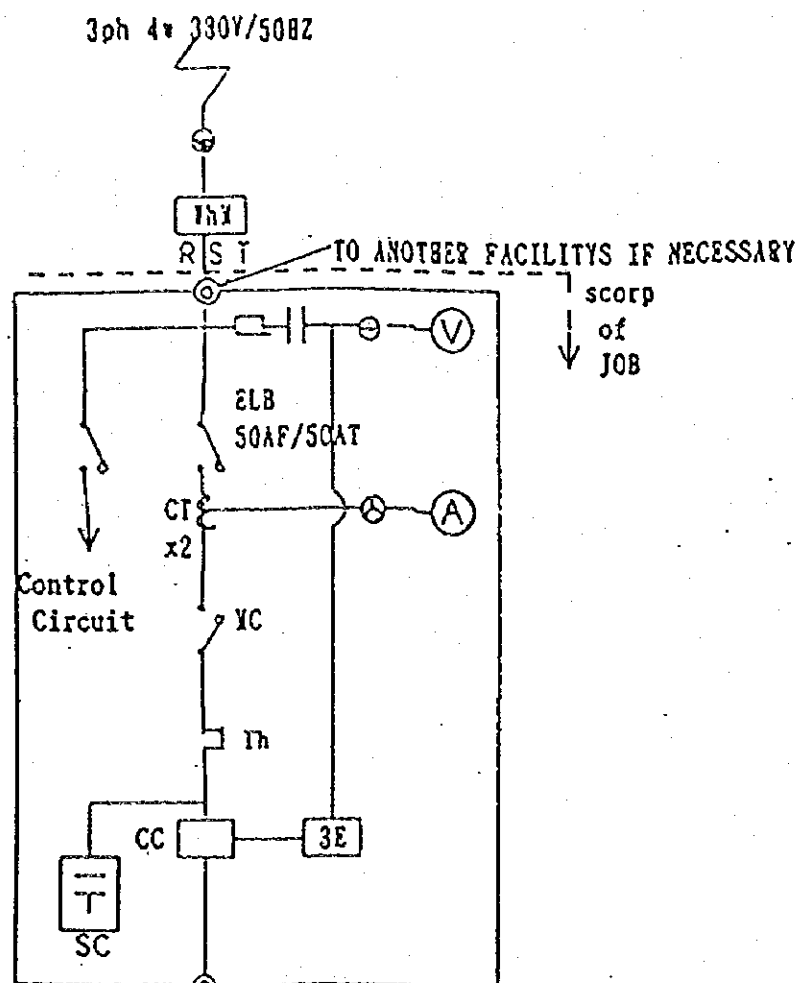 3ph 4w 380V/50HZ
WhM
R S T
TO ANOTHER FACILITYS IF NECESSARY
scorp
of
JOB
V
ELB
50AF/50AT
CT
x2
A
Control
Circuit
MC
Th
CC
3E
SC